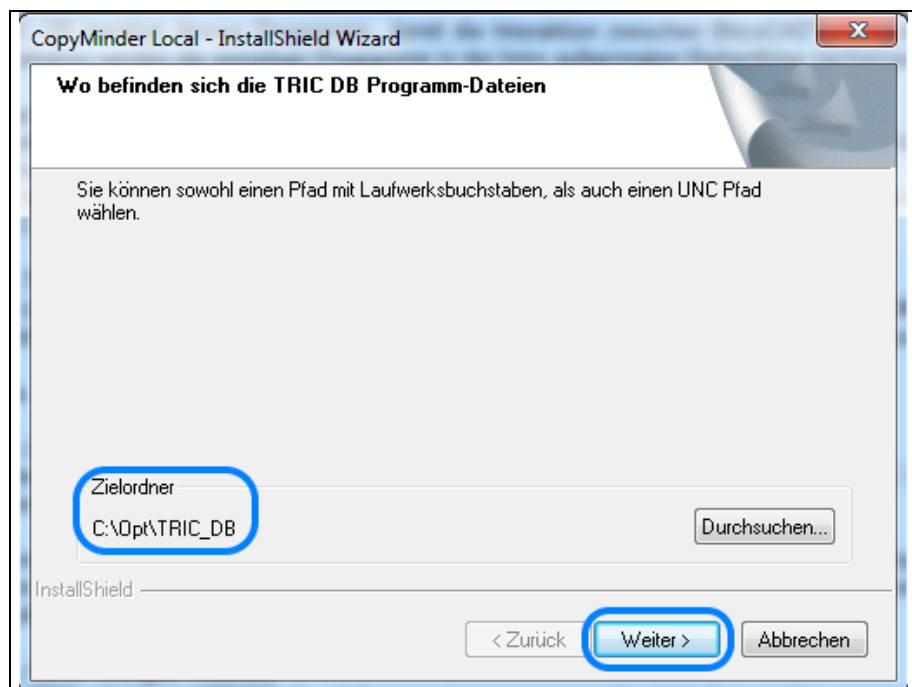 CopyMinder Local - InstallShield Wizard
Wo befinden sich die TRIC DB Programm-Dateien
Sie können sowohl einen Pfad mit Laufwerksbuchstaben, als auch einen UNC Pfad
wählen.
Zielordner
C:\Opt\TRIC_DB
Durchsuchen...
InstallShield
< Zurück
Weiter >
Abbrechen